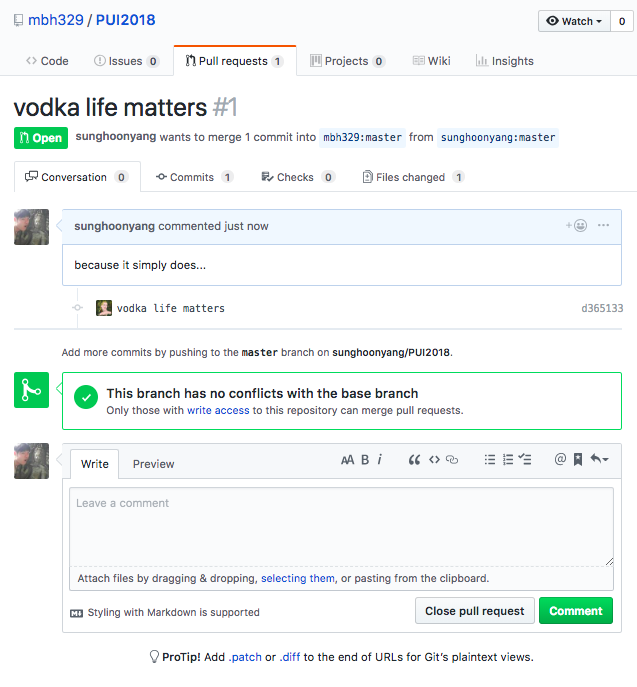 mbh329 / PUI2018
Watch 0
Code Issues 0 Pull requests 1 Projects 0 Wiki Insights
vodka life matters #1
Open sunghoonyang wants to merge 1 commit into mbh329:master from sunghoonyang:master
Conversation 0 Commits 1 Checks 0 Files changed 1
sunghoonyang commented just now
because it simply does...
vodka life matters d365133
Add more commits by pushing to the master branch on sunghoonyang/PUI2018.
This branch has no conflicts with the base branch
Only those with write access to this repository can merge pull requests.
Write Preview AA B i
Leave a comment
Attach files by dragging & dropping, selecting them, or pasting from the clipboard.
Styling with Markdown is supported Close pull request Comment
ProTip! Add .patch or .diff to the end of URLs for Git's plaintext views.